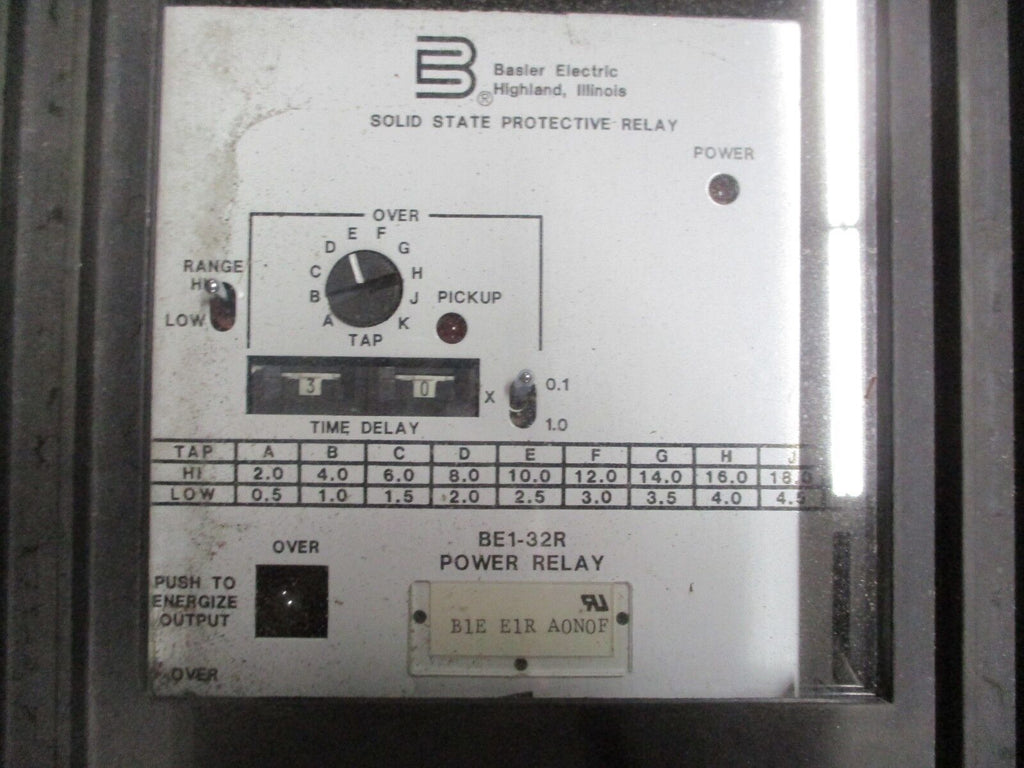 B
Basler Electric
Highland, Illinois
®
SOLID STATE PROTECTIVE RELAY
POWER
OVER
RANGE
HI
LOW
A B C D E F G H J K
TAP
PICKUP
3 0 X 0.1
1.0
TIME DELAY
TAP A B C D E F G H J
HI 2.0 4.0 6.0 8.0 10.0 12.0 14.0 16.0 18.0
LOW 0.5 1.0 1.5 2.0 2.5 3.0 3.5 4.0 4.5
BE1-32R
POWER RELAY
OVER
PUSH TO
ENERGIZE
OUTPUT
RU
B1E E1R A0N0F
OVER